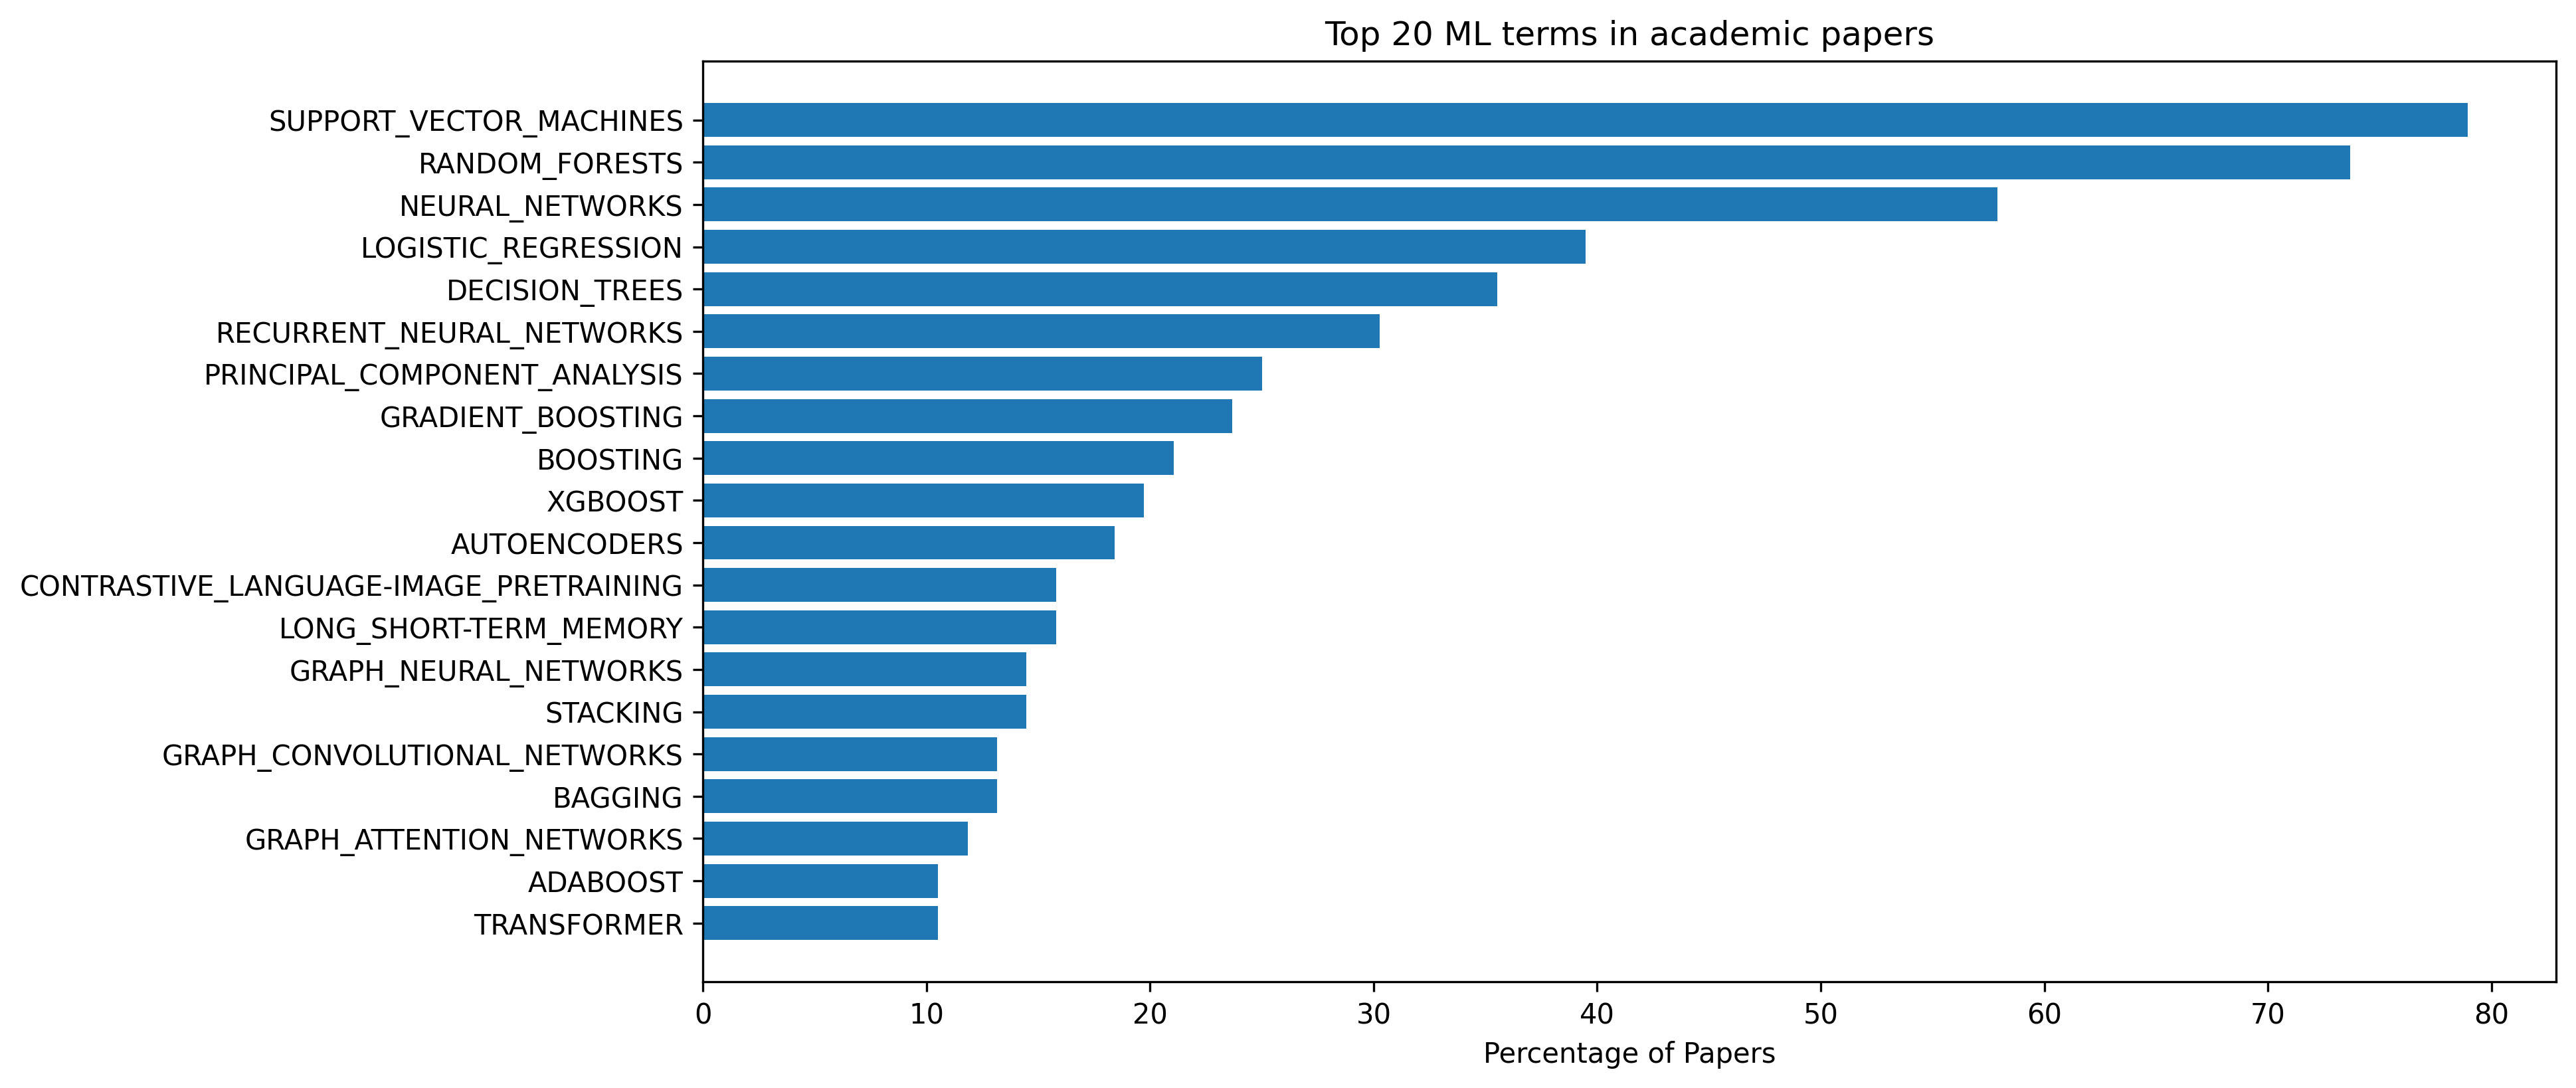 Top 20 ML terms in academic papers
SUPPORT_VECTOR_MACHINES
RANDOM_FORESTS
NEURAL_NETWORKS
LOGISTIC_REGRESSION
DECISION_TREES
RECURRENT_NEURAL_NETWORKS
PRINCIPAL_COMPONENT_ANALYSIS
GRADIENT_BOOSTING
BOOSTING
XGBOOST
AUTOENCODERS
CONTRASTIVE_LANGUAGE-IMAGE_PRETRAINING
LONG_SHORT-TERM_MEMORY
GRAPH_NEURAL_NETWORKS
STACKING
GRAPH_CONVOLUTIONAL_NETWORKS
BAGGING
GRAPH_ATTENTION_NETWORKS
ADABOOST
TRANSFORMER
0 10 20 30 40 50 60 70 80
Percentage of Papers